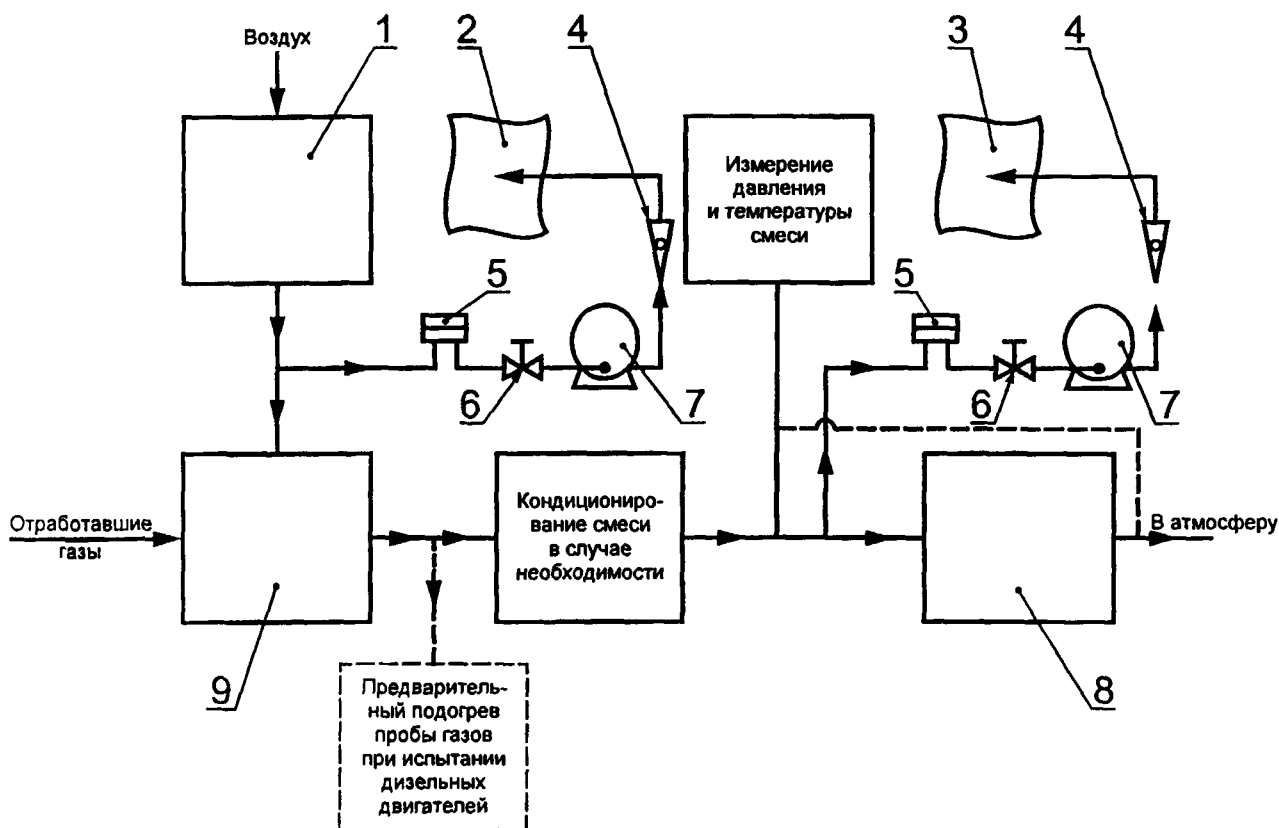 Воздух
1
2
4
3
4
Измерение
давления
и температуры
смеси
5
5
6
7
6
7
Отработавшие
газы
Кондициониро-
вание смеси
в случае
необходимости
В атмосферу
9
8
Предваритель-
ный подогрев
пробы газов
при испытании
дизельных
двигателей